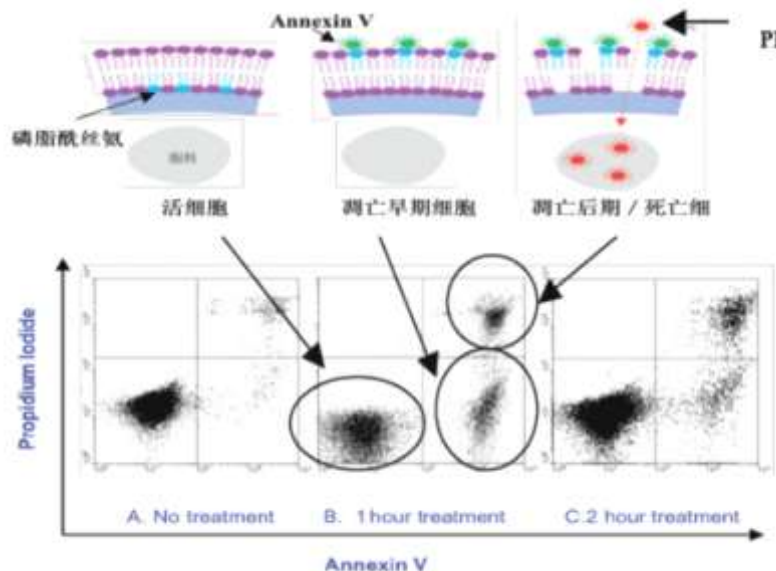 Annexin V
PI
磷脂酰丝氨
活细胞
凋亡早期细胞
凋亡后期 / 死亡细
Propidium Iodide
A. No treatment
B. 1 hour treatment
C.2 hour treatment
Annexin V